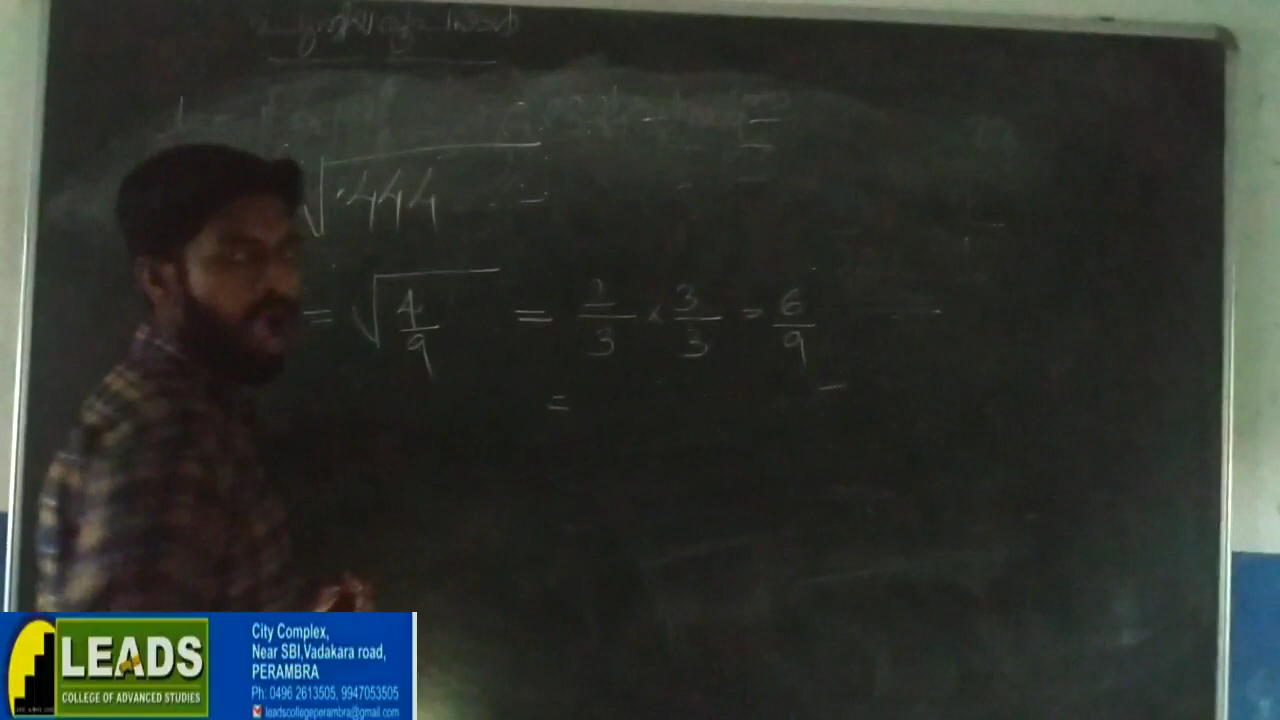 √.444
= √4/9 = 2/3 × 3/3 = 6/9
=
LEADS
COLLEGE OF ADVANCED STUDIES
City Complex,
Near SBI,Vadakara road,
PERAMBRA
Ph: 0496 2613505, 9947053505
leadscollegeperambra@gmail.com